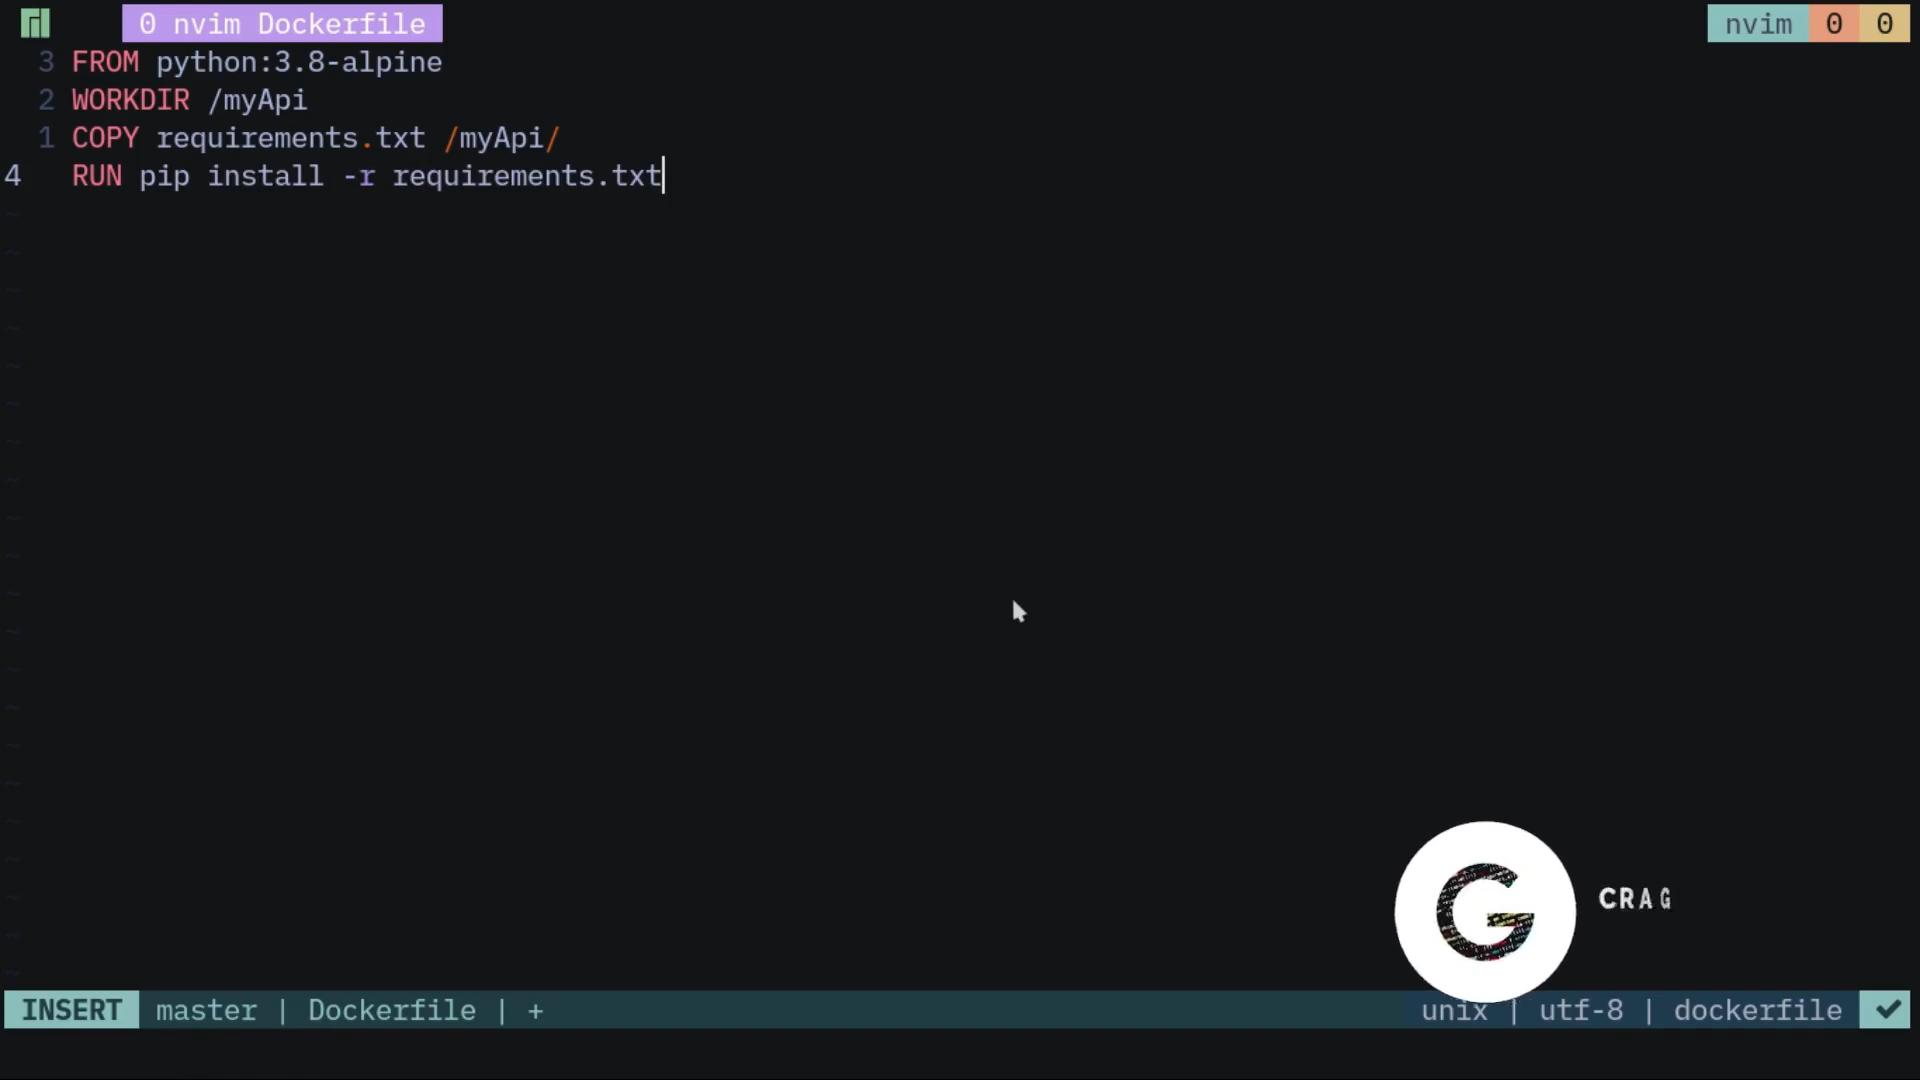 0 nvim Dockerfile
nvim 0 0
3 FROM python:3.8-alpine
2 WORKDIR /myApi
1 COPY requirements.txt /myApi/
4 RUN pip install -r requirements.txt
G CRAG
INSERT master | Dockerfile | +
unix | utf-8 | dockerfile